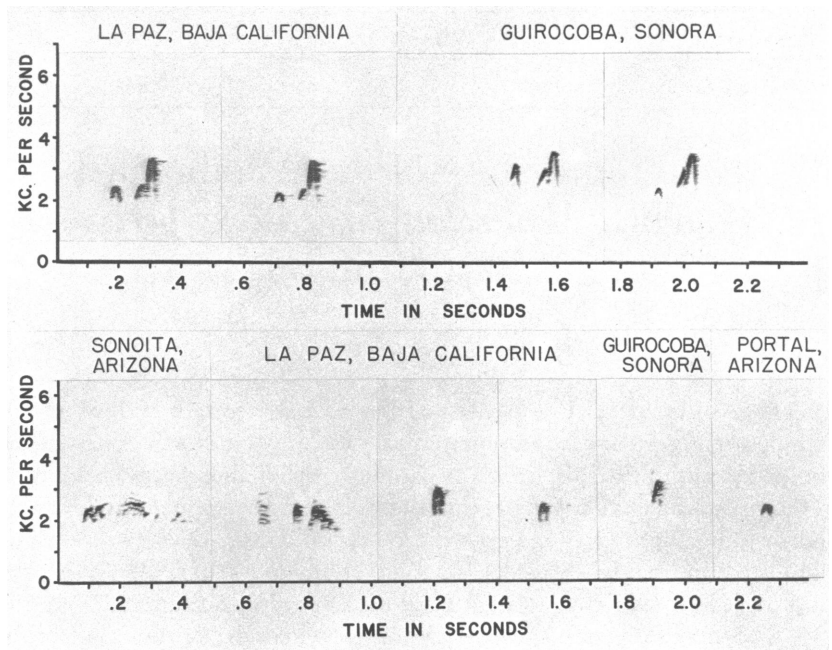 LA PAZ, BAJA CALIFORNIA
GUIROCOBA, SONORA
KC. PER SECOND
6
4
2
0
.2 .4 .6 .8 1.0 1.2 1.4 1.6 1.8 2.0 2.2
TIME IN SECONDS
SONOITA,
ARIZONA
LA PAZ, BAJA CALIFORNIA
GUIROCOBA,
SONORA
PORTAL,
ARIZONA
KC. PER SECOND
6
4
2
0
.2 .4 .6 .8 1.0 1.2 1.4 1.6 1.8 2.0 2.2
TIME IN SECONDS